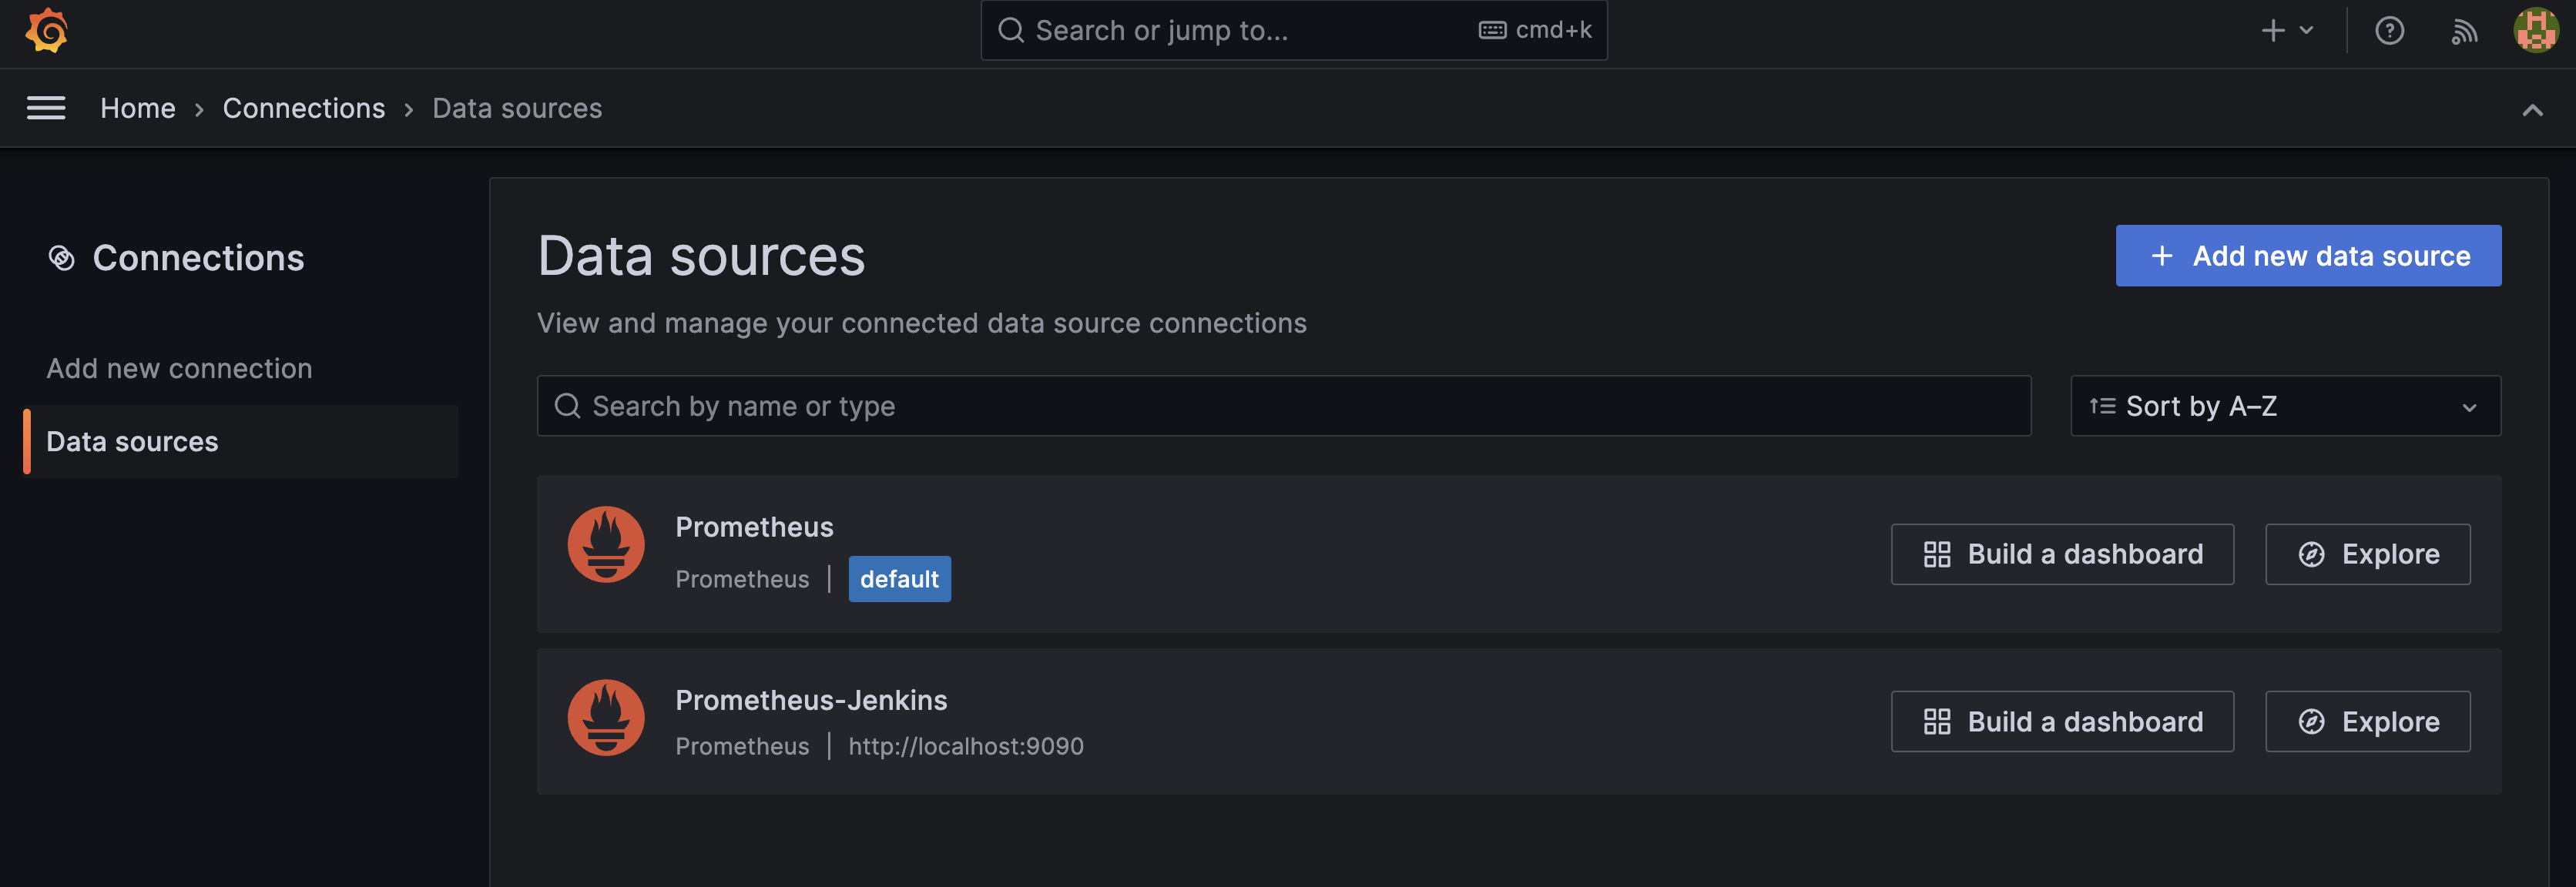 Search or jump to... cmd+k
Home › Connections › Data sources
Connections
Add new connection
Data sources
Data sources
Add new data source
View and manage your connected data source connections
Search by name or type
Sort by A–Z
Prometheus
Prometheus | default
Build a dashboard
Explore
Prometheus-Jenkins
Prometheus | http://localhost:9090
Build a dashboard
Explore